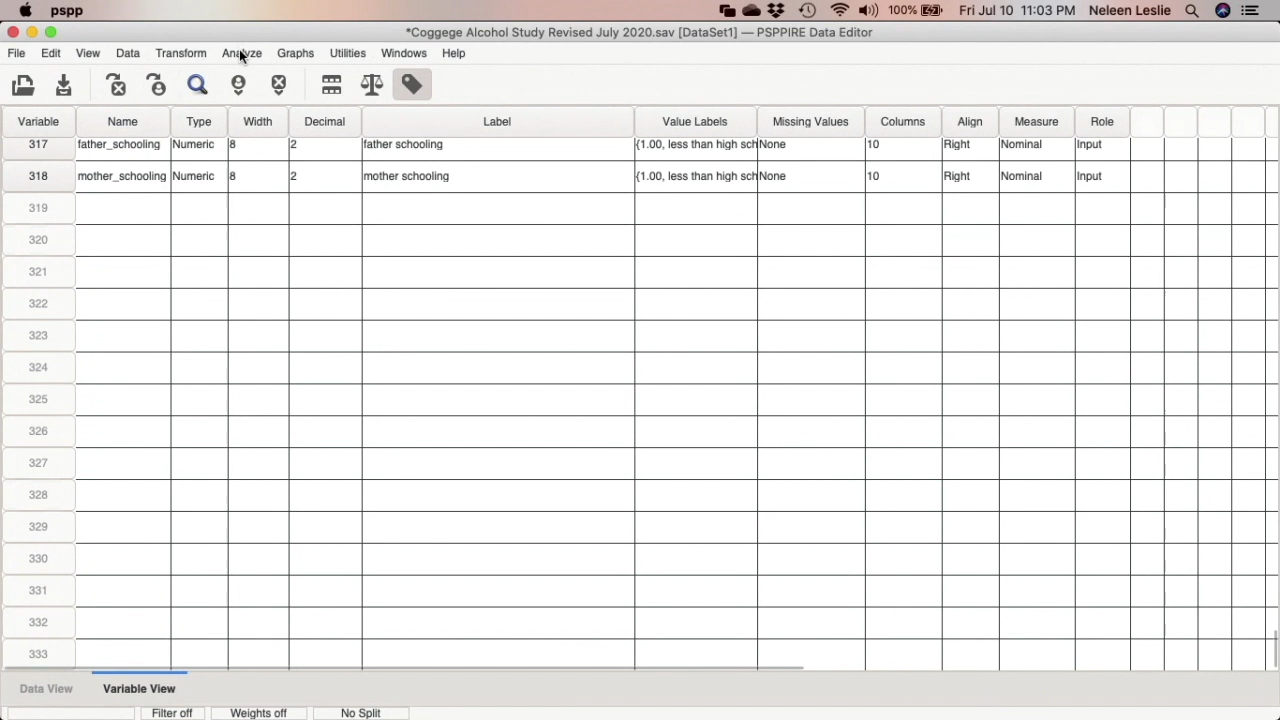 pspp 100% Fri Jul 10 11:03 PM Neleen Leslie
*Coggege Alcohol Study Revised July 2020.sav [DataSet1] — PSPPIRE Data Editor
File Edit View Data Transform Analyze Graphs Utilities Windows Help
Variable Name Type Width Decimal Label Value Labels Missing Values Columns Align Measure Role
317 father_schooling Numeric 8 2 father schooling {1.00, less than high sch None 10 Right Nominal Input
318 mother_schooling Numeric 8 2 mother schooling {1.00, less than high sch None 10 Right Nominal Input
319
320
321
322
323
324
325
326
327
328
329
330
331
332
333
Data View Variable View
Filter off Weights off No Split